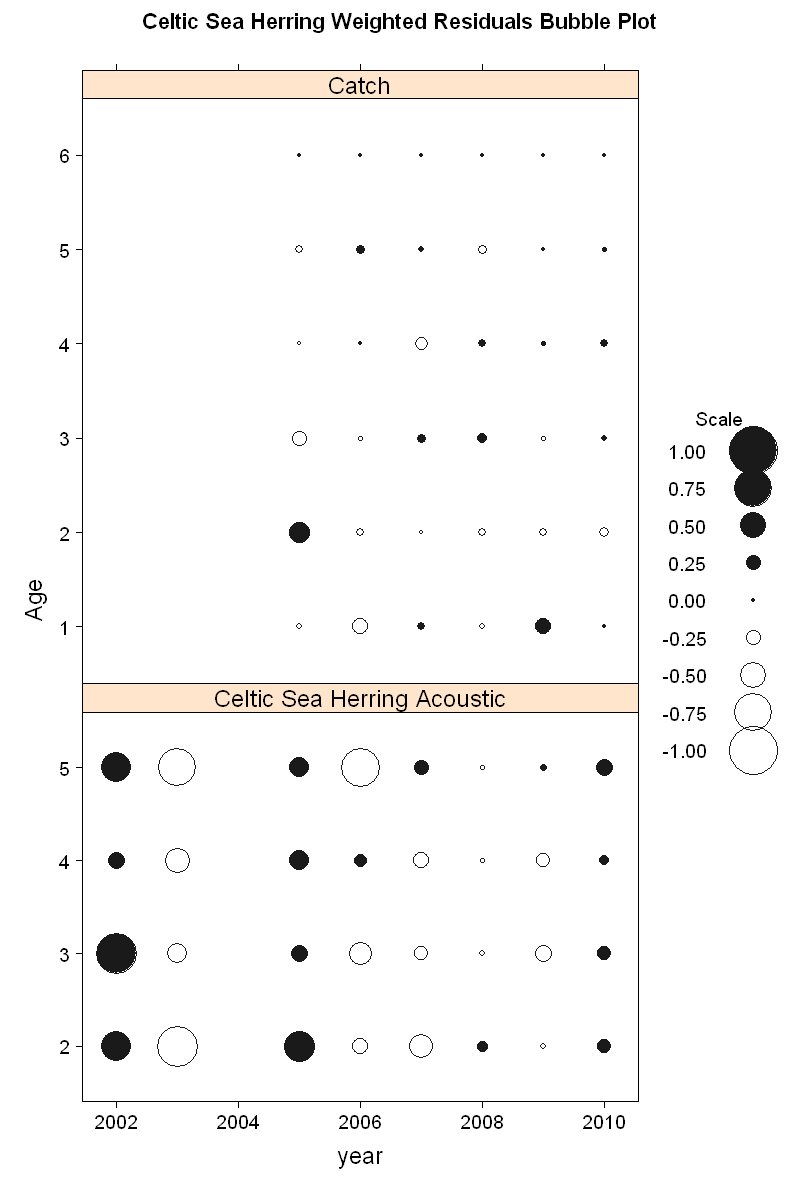 Celtic Sea Herring Weighted Residuals Bubble Plot
Catch
6
5
4
3
2
1
Age
Celtic Sea Herring Acoustic
5
4
3
2
2002 2004 2006 2008 2010
year
Scale
1.00
0.75
0.50
0.25
0.00
-0.25
-0.50
-0.75
-1.00